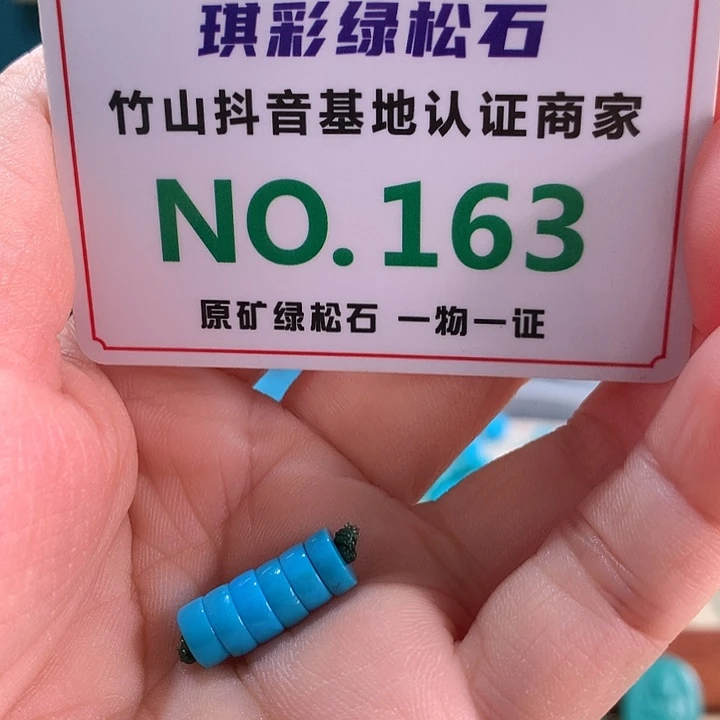 琪彩绿松石
竹山抖音基地认证商家
NO.163
原矿绿松石 一物一证